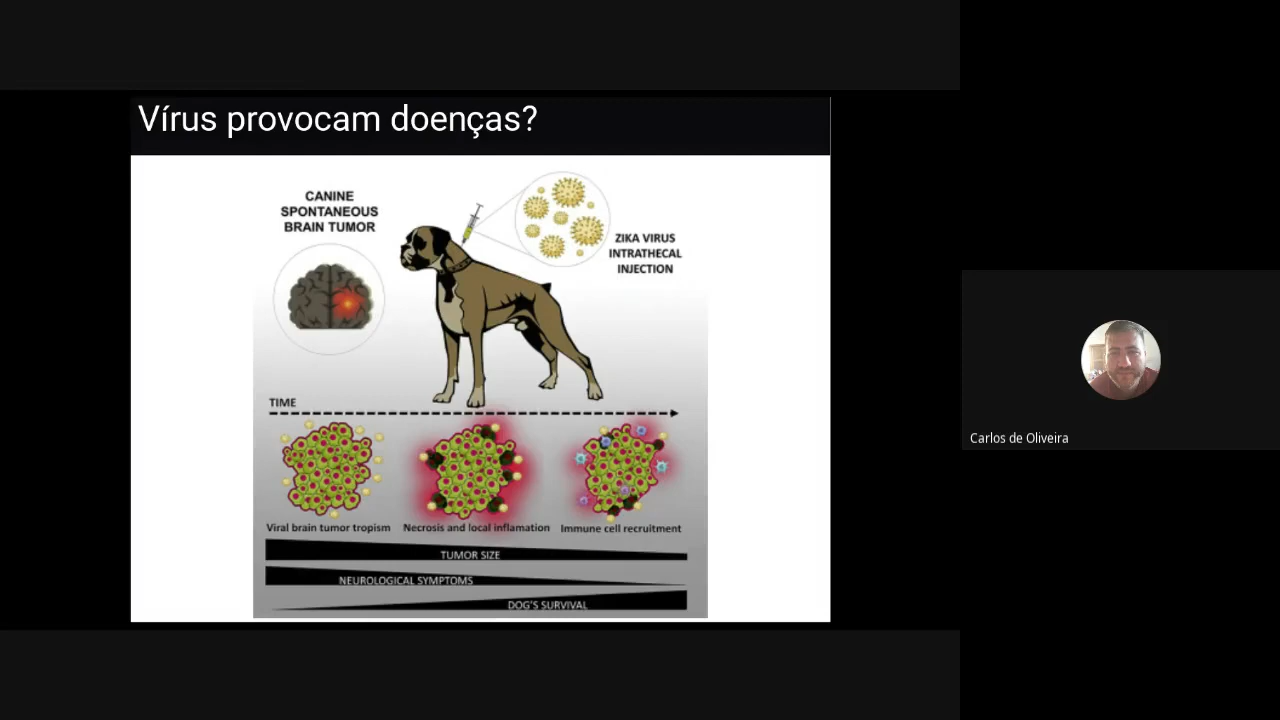 Vírus provocam doenças?
CANINE
SPONTANEOUS
BRAIN TUMOR
ZIKA VIRUS
INTRATHECAL
INJECTION
TIME
Viral brain tumor tropism
Necrosis and local inflamation
Immune cell recruitment
TUMOR SIZE
NEUROLOGICAL SYMPTOMS
DOG'S SURVIVAL
Carlos de Oliveira